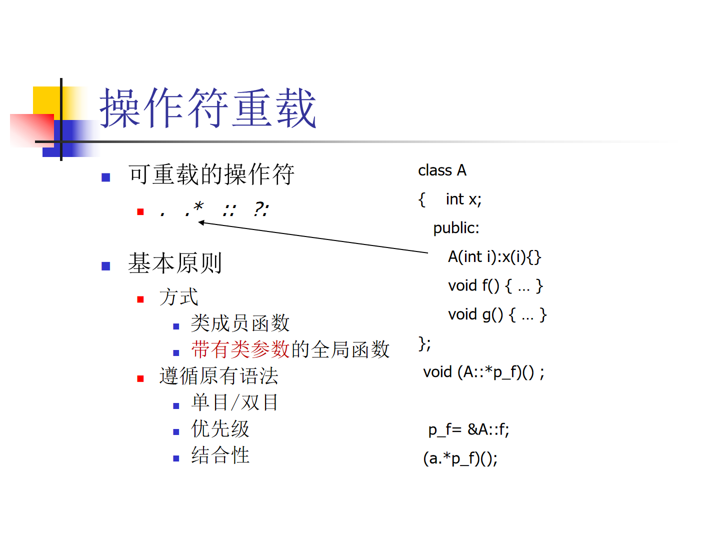 操作符重载
可重载的操作符
. .* :: ?:
基本原则
方式
类成员函数
带有类参数的全局函数
遵循原有语法
单目/双目
优先级
结合性
class A
{ int x;
public:
A(int i):x(i){}
void f() { … }
void g() { … }
};
void (A::*p_f)() ;
p_f= &A::f;
(a.*p_f)();